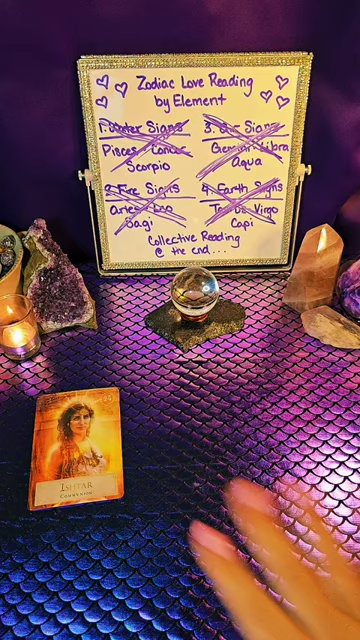 Zodiac Love Reading
by Element
1. Water Signs
Pisces Cancer
Scorpio
2. Fire Signs
Aries Leo
Sagi
3. Air Signs
Gemini Libra
Aqua
4. Earth Signs
Virgo
Capi
Collective Reading
@ the end...
ISHTAR